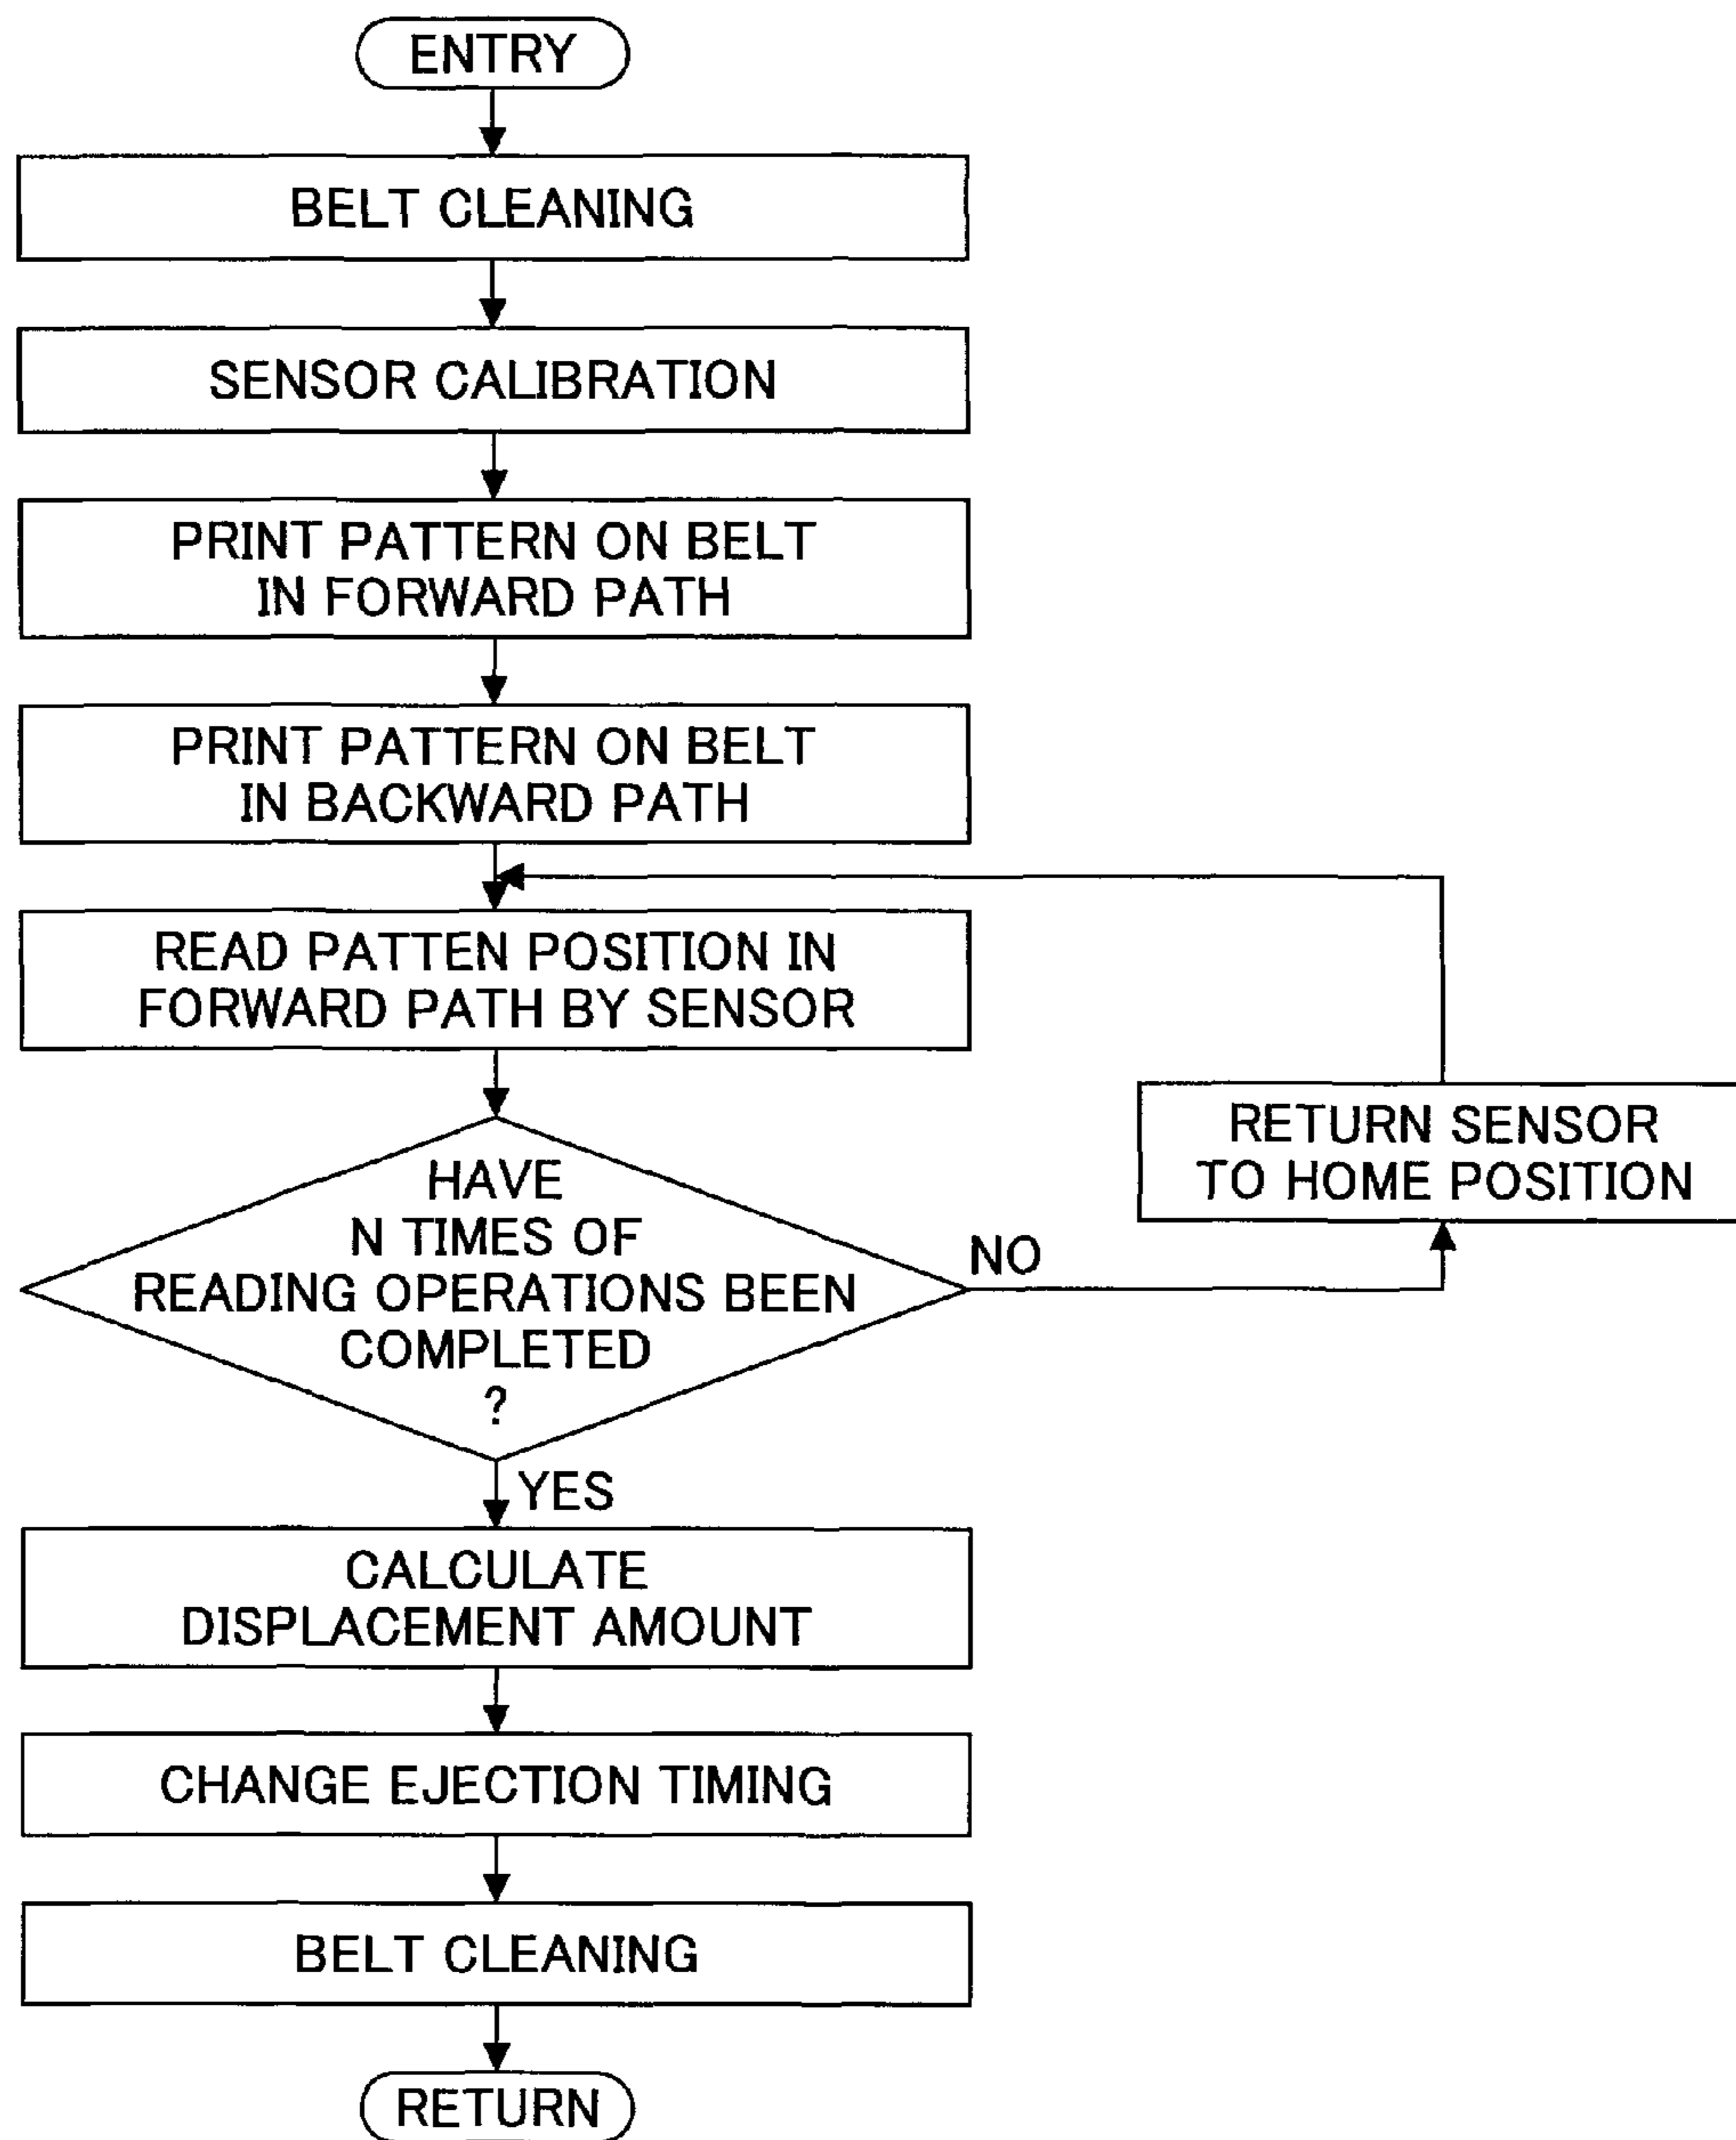 ENTRY
BELT CLEANING
SENSOR CALIBRATION
PRINT PATTERN ON BELT
IN FORWARD PATH
PRINT PATTERN ON BELT
IN BACKWARD PATH
READ PATTEN POSITION IN
FORWARD PATH BY SENSOR
RETURN SENSOR
TO HOME POSITION
HAVE
N TIMES OF
READING OPERATIONS BEEN
COMPLETED
?
NO
YES
CALCULATE
DISPLACEMENT AMOUNT
CHANGE EJECTION TIMING
BELT CLEANING
RETURN